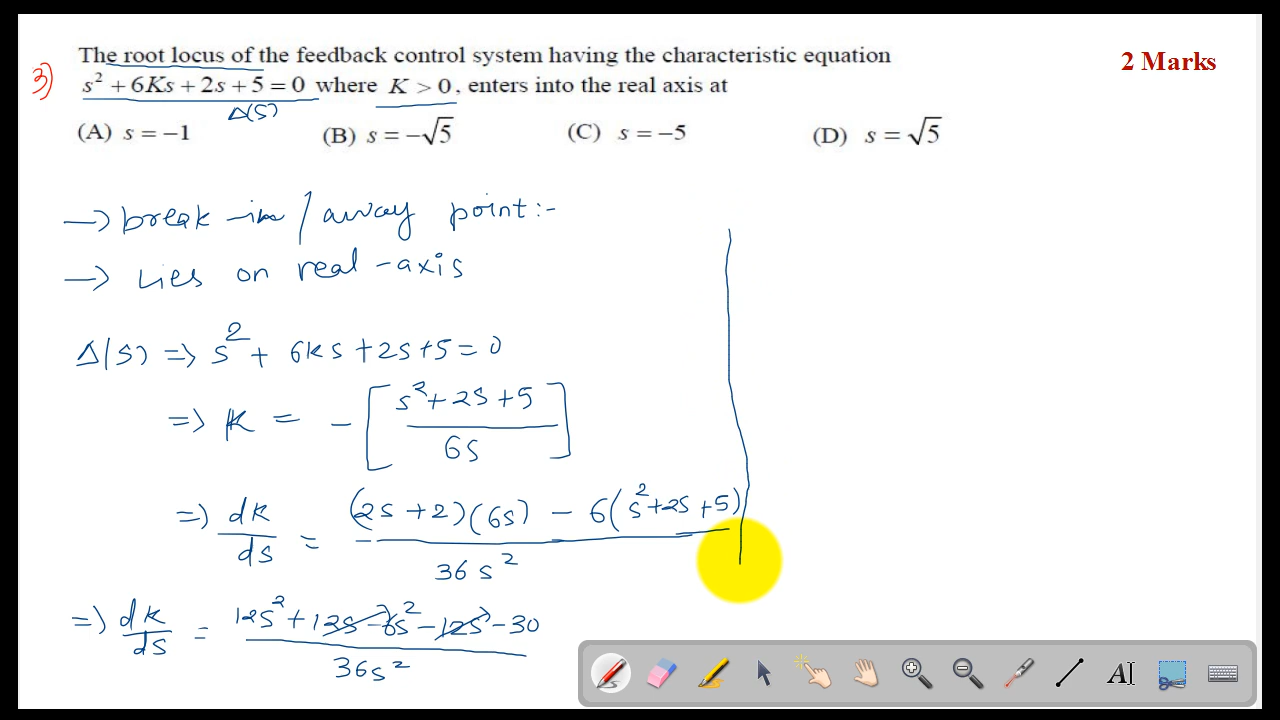 3) The root locus of the feedback control system having the characteristic equation
s² + 6Ks + 2s + 5 = 0 where K > 0, enters into the real axis at
2 Marks
Δ(s)
(A) s = −1 (B) s = −√5 (C) s = −5 (D) s = √5
→ break-in / away point:-
→ Lies on real-axis
Δ(s) => s² + 6ks + 2s + 5 = 0
=> K = - [ (s² + 2s + 5) / 6s ]
=> dk/ds = ((2s + 2)(6s) - 6(s² + 2s + 5)) / 36s²
=> dk/ds = (12s² + 12s - 6s² - 12s - 30) / 36s²
A